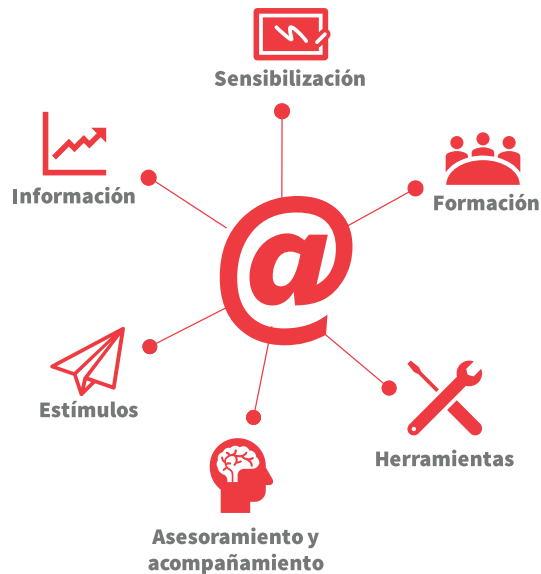 Sensibilización
Información
Formación
@
Estímulos
Herramientas
Asesoramiento y
acompañamiento